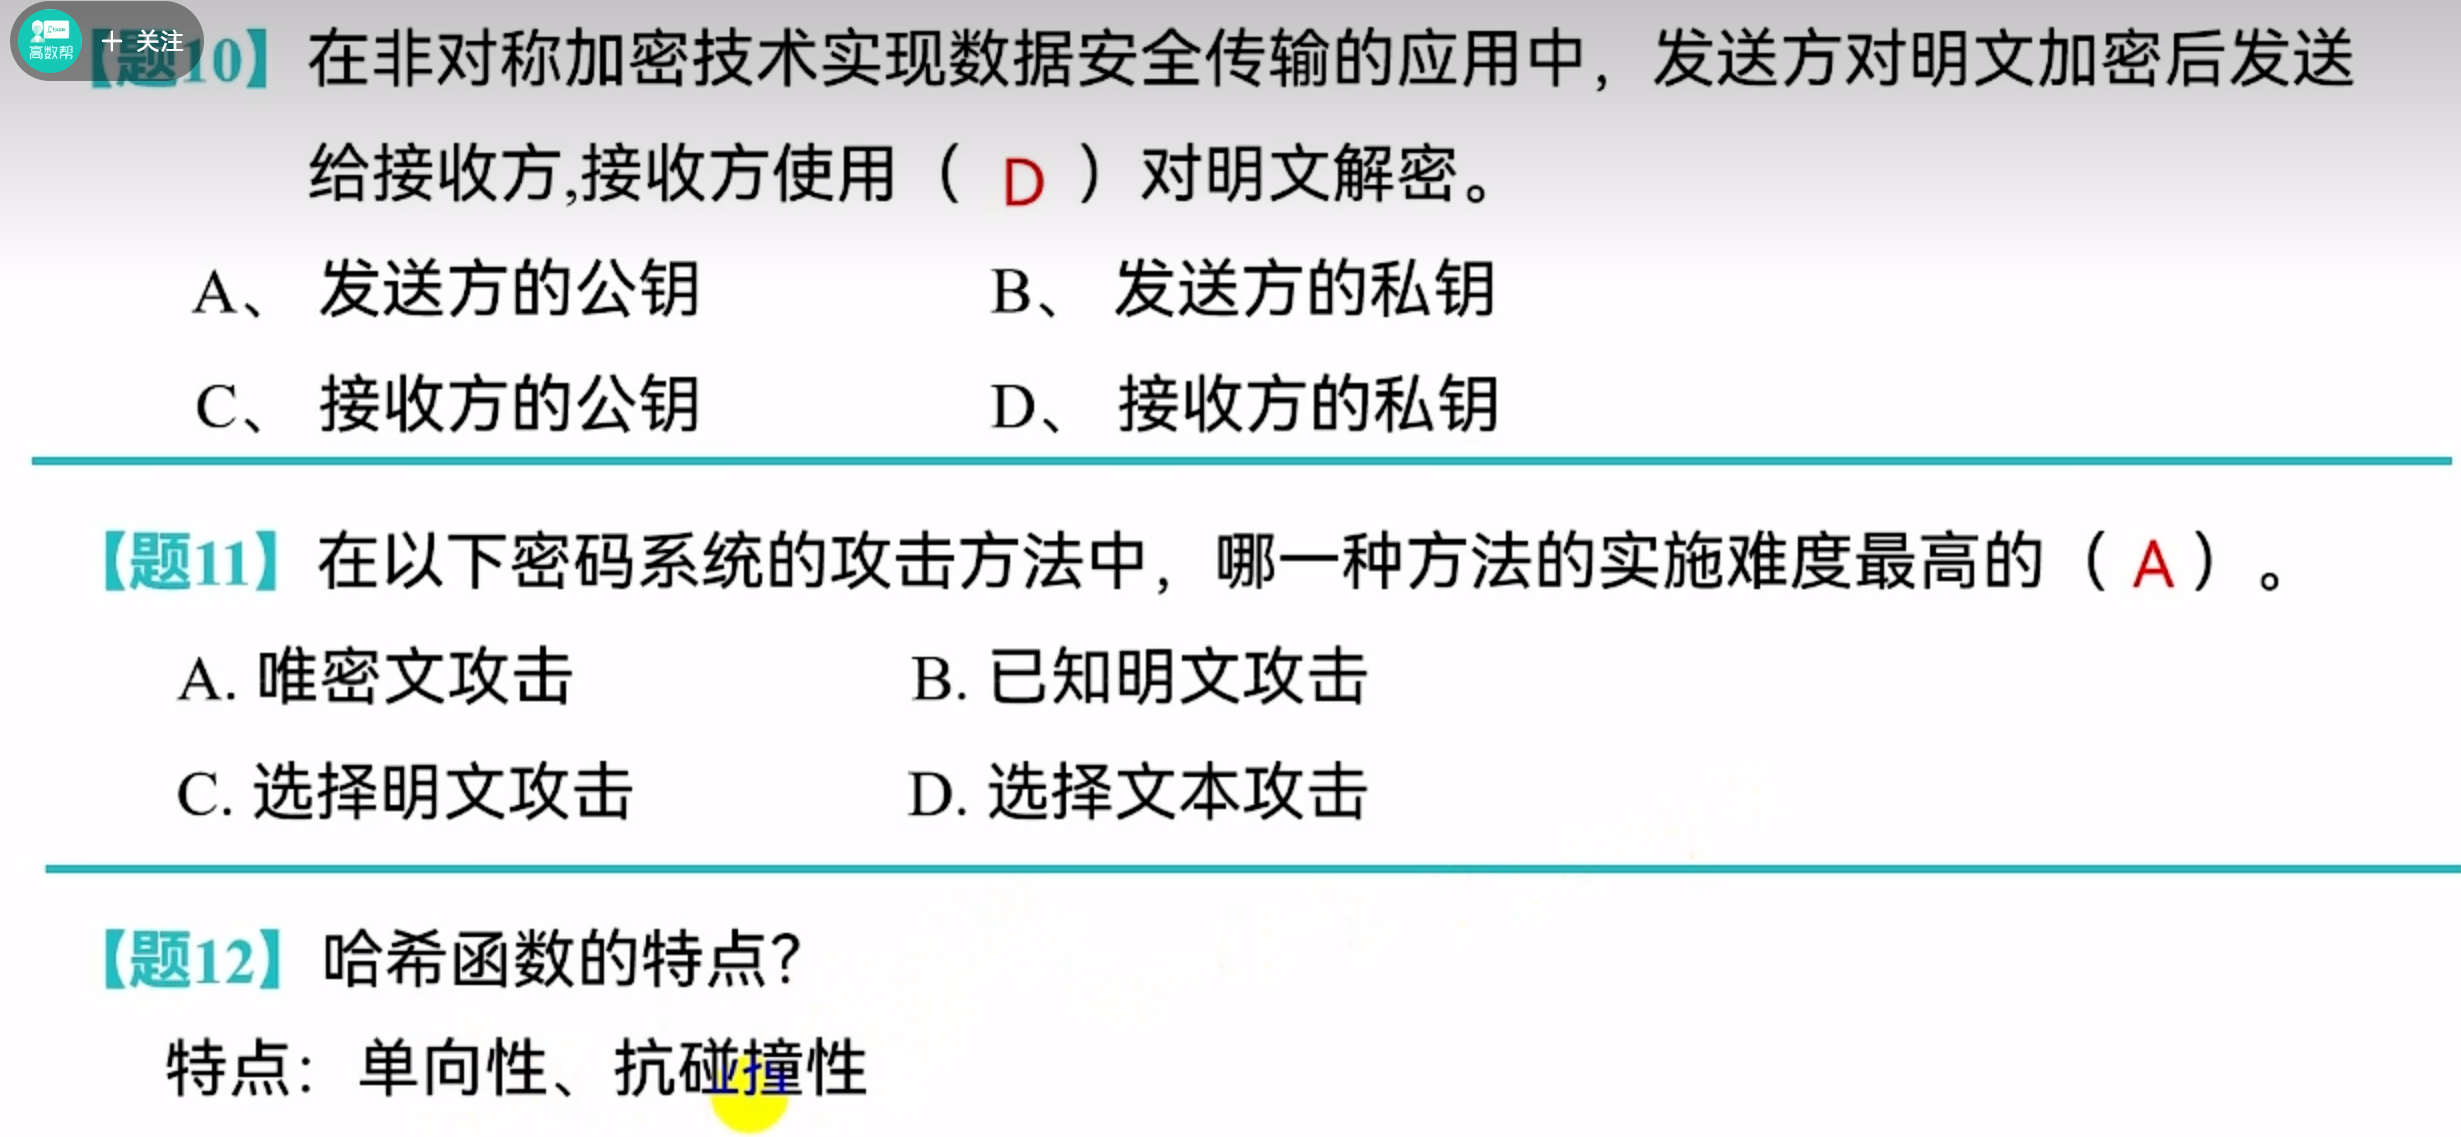 高数帮
+ 关注
【题10】在非对称加密技术实现数据安全传输的应用中，发送方对明文加密后发送
给接收方,接收方使用（ D ）对明文解密。
A、 发送方的公钥 B、 发送方的私钥
C、 接收方的公钥 D、 接收方的私钥
【题11】在以下密码系统的攻击方法中，哪一种方法的实施难度最高的（ A ）。
A. 唯密文攻击 B. 已知明文攻击
C. 选择明文攻击 D. 选择文本攻击
【题12】哈希函数的特点?
特点：单向性、抗碰撞性